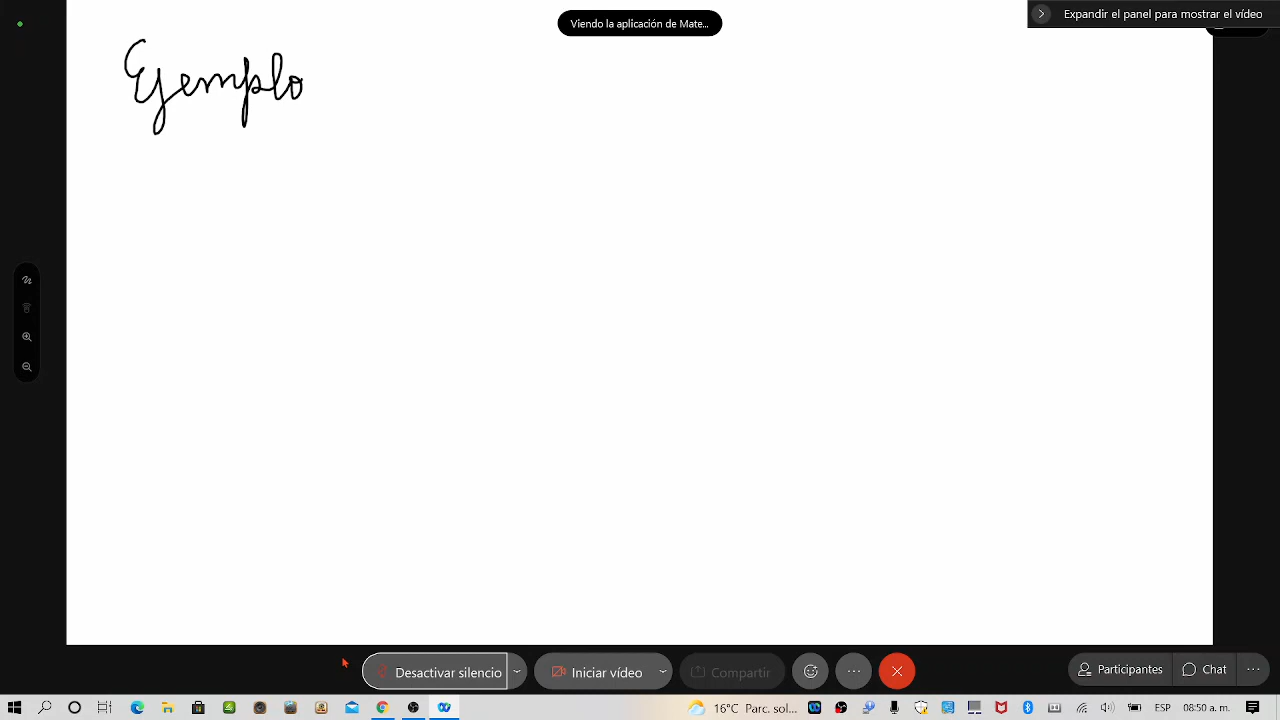 Viendo la aplicación de Mate...
Expandir el panel para mostrar el vídeo
Ejemplo
Desactivar silencio
Iniciar vídeo
Compartir
Participantes
Chat
16°C Parc. sol...
ESP
08:50 a. m.